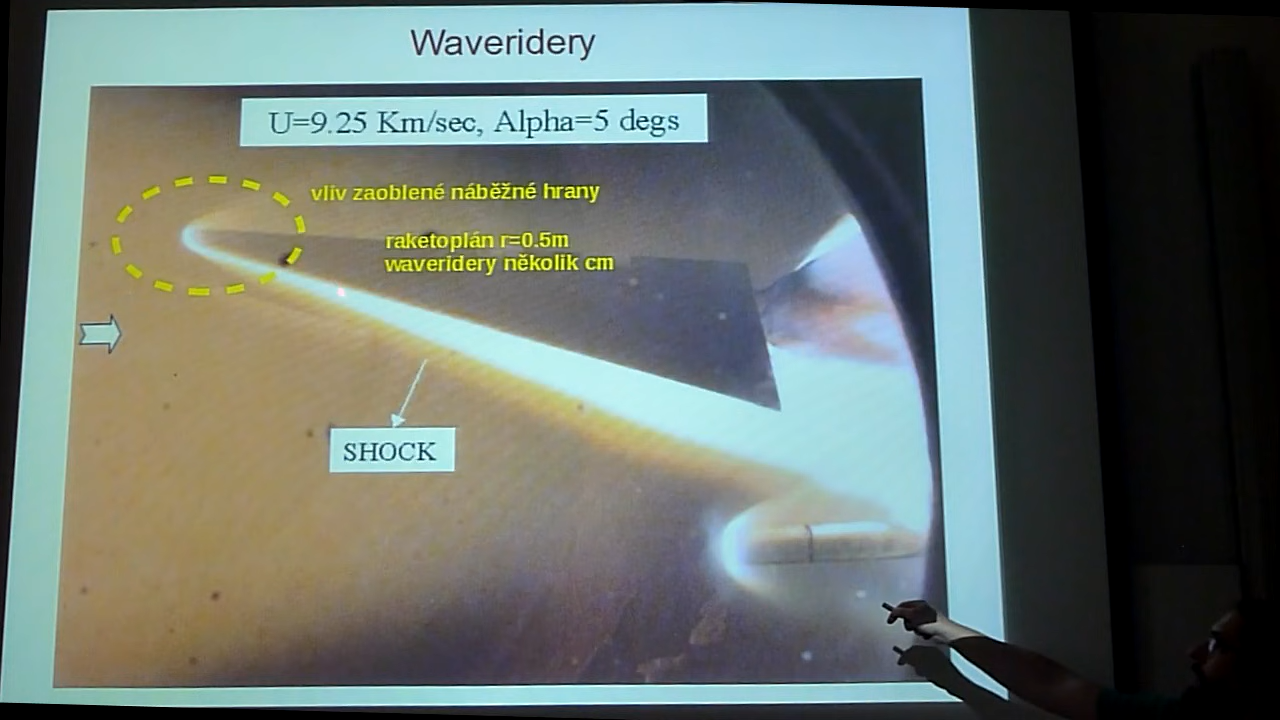 Waveridery
U=9.25 Km/sec, Alpha=5 degs
vliv zaoblené náběžné hrany
raketoplán r=0.5m
waveridery několik cm
SHOCK